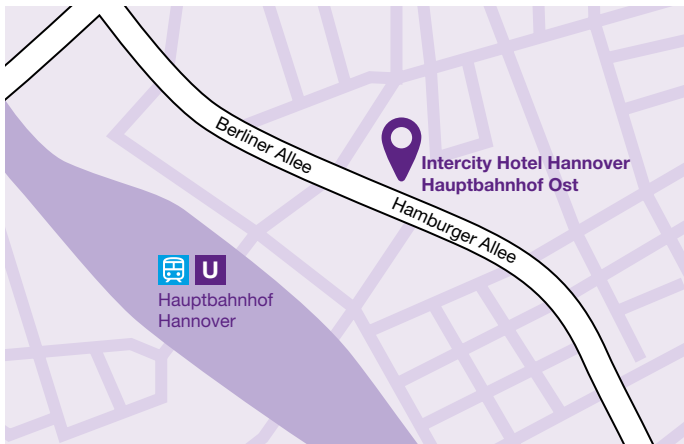 Berliner Allee
Intercity Hotel Hannover
Hauptbahnhof Ost
Hamburger Allee
U
Hauptbahnhof
Hannover